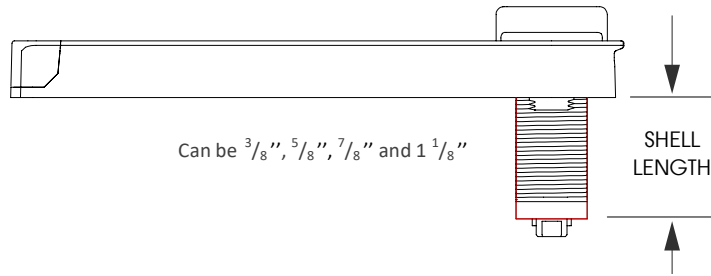 Can be 3/8”, 5/8”, 7/8” and 1 1/8”
SHELL
LENGTH